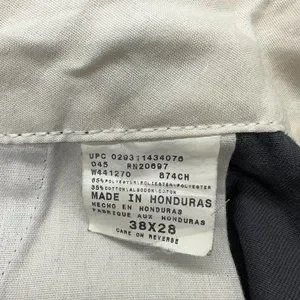 UPC 029311434076
045 RN20697
W441270 874CH
65% POLYESTER/POLIESTER/POLYESTER
35% COTTON/ALGODON/COTON
MADE IN HONDURAS
HECHO EN HONDURAS
FABRIQUE AUX HONDURAS
38X28
CARE ON REVERSE